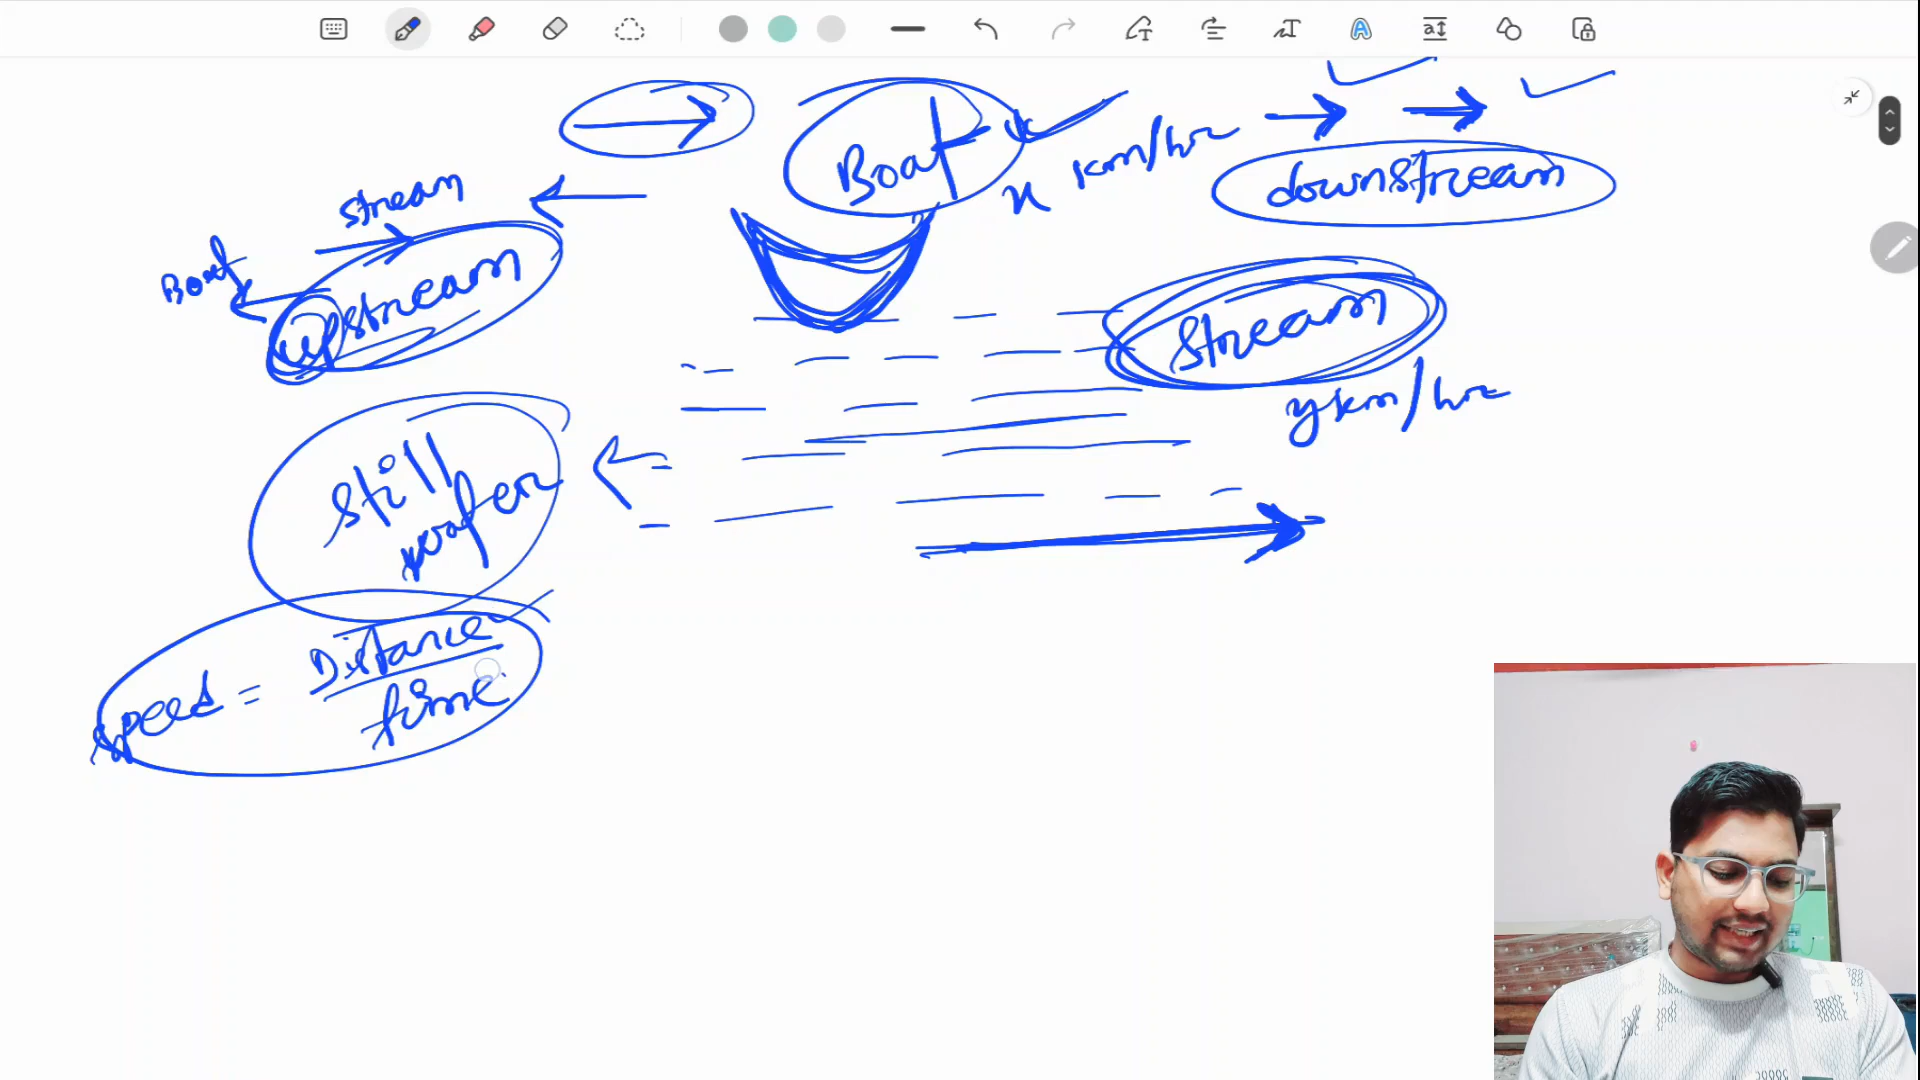 Boat
x km/hr
downstream
stream
Boat
upstream
Stream
y km/hr
Still
water
speed = Distance
time